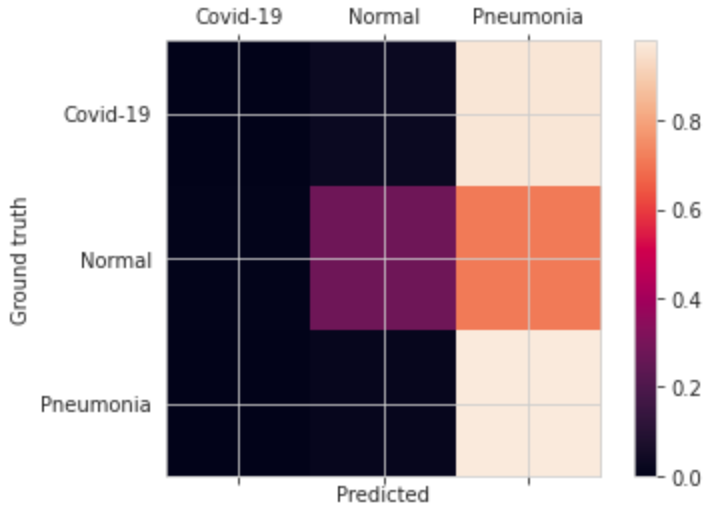 Covid-19 Normal Pneumonia
Covid-19
Normal
Pneumonia
Ground truth
Predicted
0.8
0.6
0.4
0.2
0.0